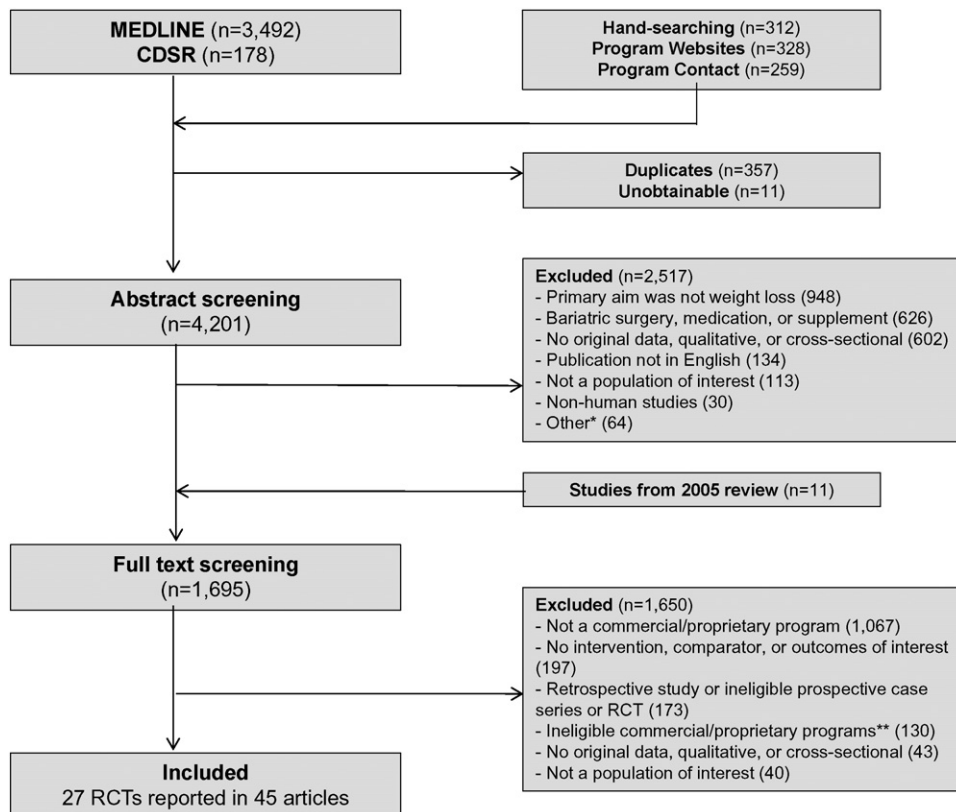 MEDLINE (n=3,492)
CDSR (n=178)
Hand-searching (n=312)
Program Websites (n=328)
Program Contact (n=259)
Duplicates (n=357)
Unobtainable (n=11)
Abstract screening
(n=4,201)
Excluded (n=2,517)
- Primary aim was not weight loss (948)
- Bariatric surgery, medication, or supplement (626)
- No original data, qualitative, or cross-sectional (602)
- Publication not in English (134)
- Not a population of interest (113)
- Non-human studies (30)
- Other* (64)
Studies from 2005 review (n=11)
Full text screening
(n=1,695)
Excluded (n=1,650)
- Not a commercial/proprietary program (1,067)
- No intervention, comparator, or outcomes of interest
(197)
- Retrospective study or ineligible prospective case
series or RCT (173)
- Ineligible commercial/proprietary programs** (130)
- No original data, qualitative, or cross-sectional (43)
- Not a population of interest (40)
Included
27 RCTs reported in 45 articles